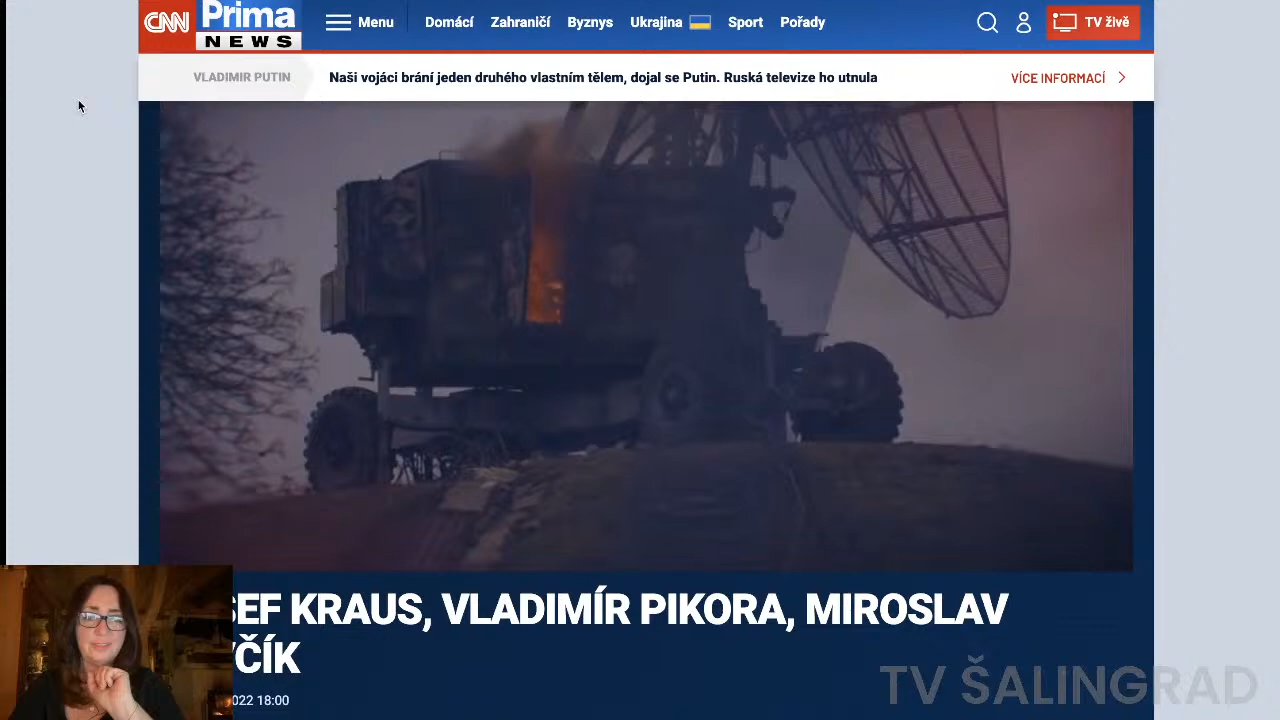 CNN Prima NEWS
Menu Domácí Zahraničí Byznys Ukrajina Sport Pořady TV živě
VLADIMIR PUTIN Naši vojáci brání jeden druhého vlastním tělem, dojal se Putin. Ruská televize ho utnula VÍCE INFORMACÍ
SEF KRAUS, VLADIMÍR PIKORA, MIROSLAV
ČÍK
022 18:00
TV ŠALINGRAD